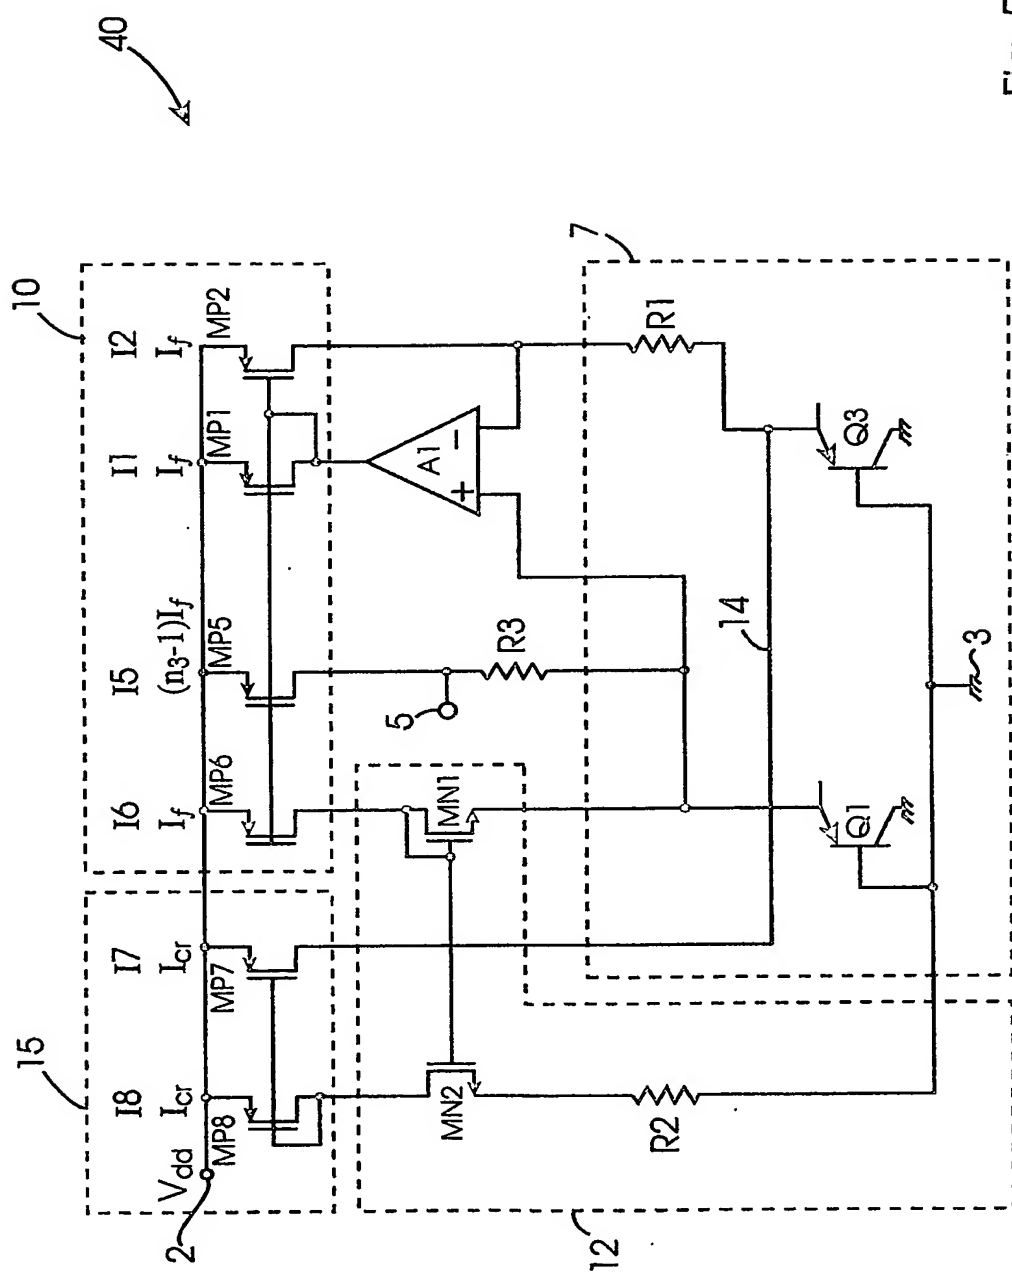 40
10
15
I8 I7 I6 I5 I1 I2
Icr Icr If (n3-1)If If If
Vdd
MP8 MP7 MP6 MP5 MP1 MP2
2
5
A1
+ −
MN1
MN2
R3
R1
7
R2
14
Q1
Q3
3
12